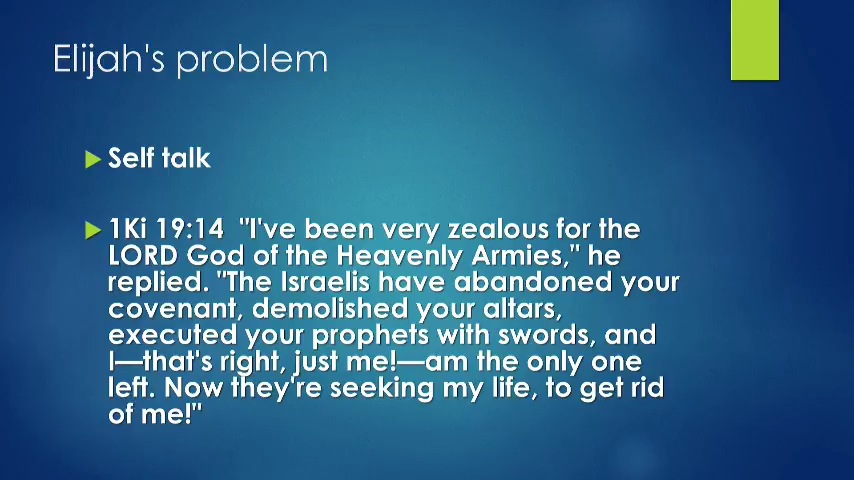 Elijah's problem
Self talk
1Ki 19:14 "I've been very zealous for the
LORD God of the Heavenly Armies," he
replied. "The Israelis have abandoned your
covenant, demolished your altars,
executed your prophets with swords, and
I—that's right, just me!—am the only one
left. Now they're seeking my life, to get rid
of me!"